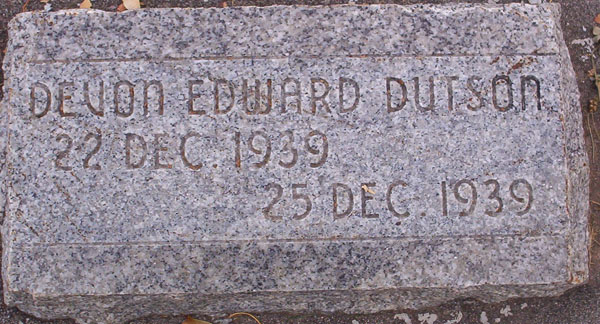 DEVON EDWARD DUTSON
22 DEC 1939
25 DEC. 1939